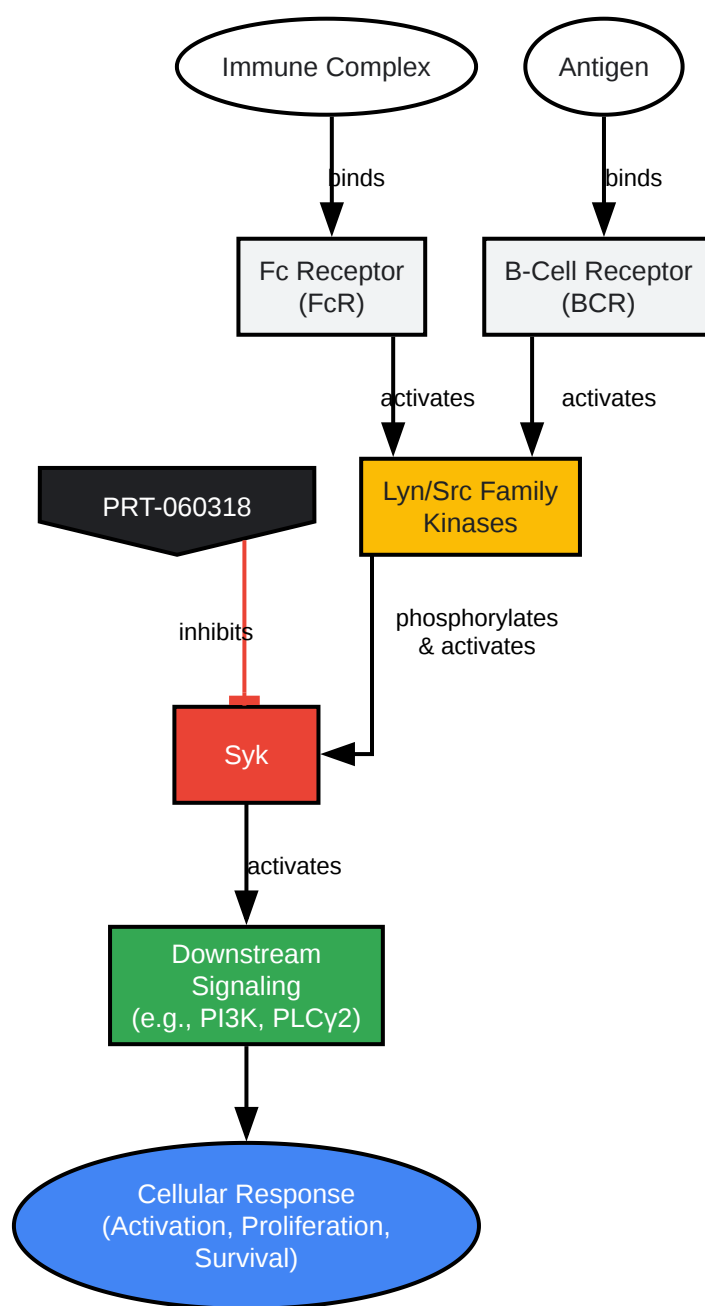 Immune Complex
Antigen
binds
binds
Fc Receptor
(FcR)
B-Cell Receptor
(BCR)
activates
activates
PRT-060318
Lyn/Src Family
Kinases
inhibits
phosphorylates
& activates
Syk
activates
Downstream
Signaling
(e.g., PI3K, PLCγ2)
Cellular Response
(Activation, Proliferation,
Survival)